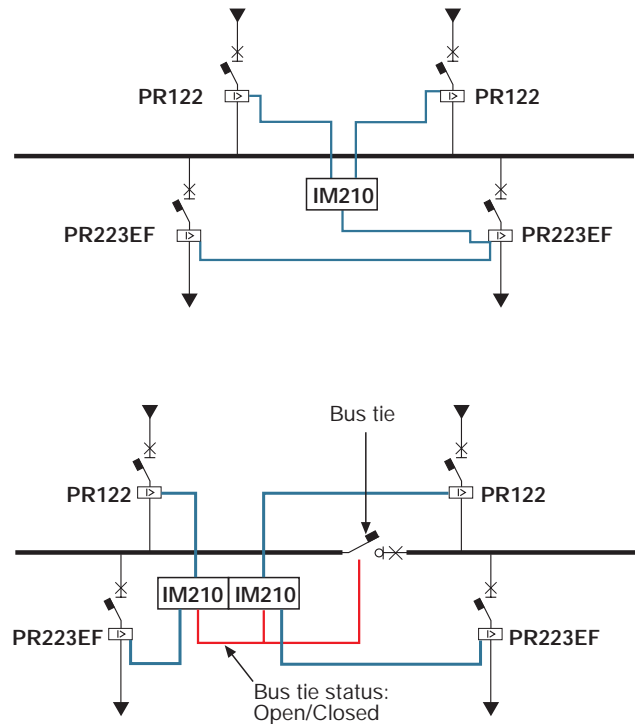 PR122
PR122
IM210
PR223EF
PR223EF
Bus tie
PR122
PR122
IM210
IM210
PR223EF
PR223EF
Bus tie status:
Open/Closed